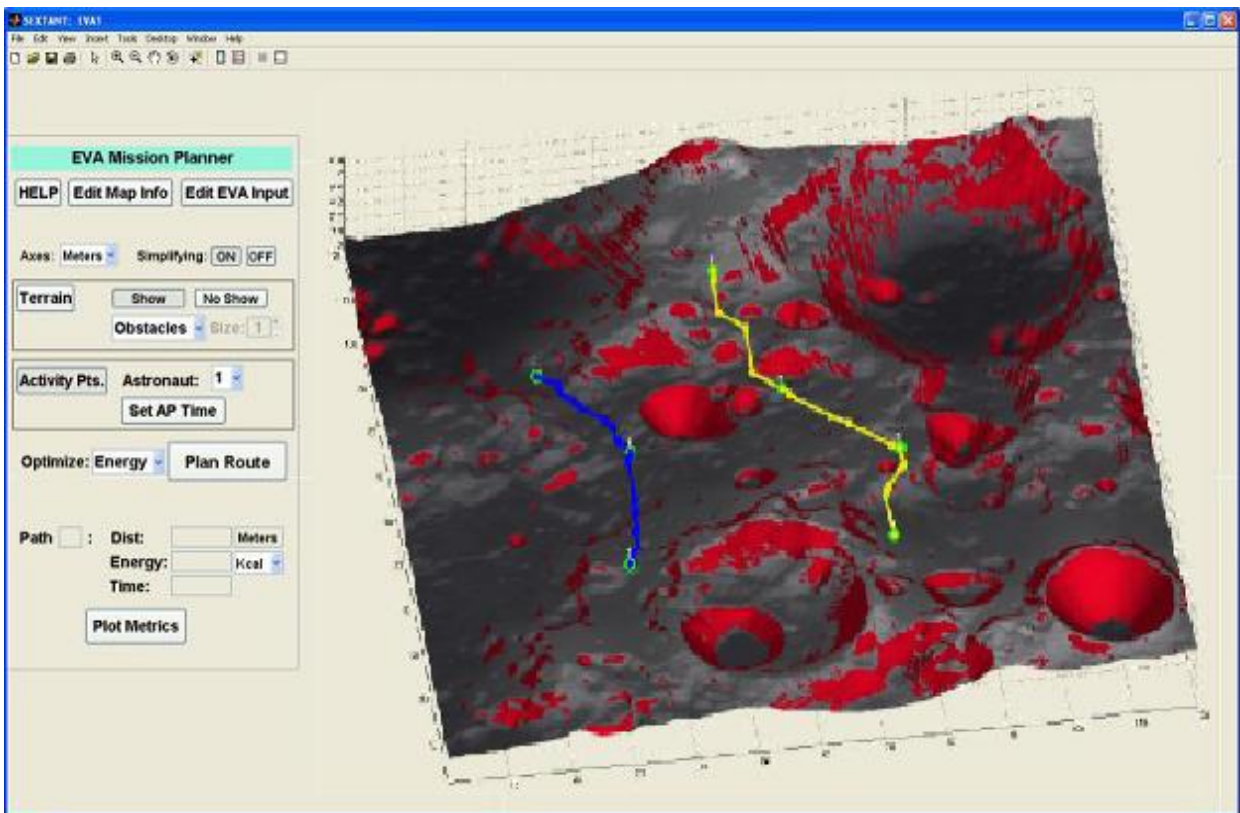 SEXTANT: EVA1
File Edit View Insert Tools Desktop Window Help
EVA Mission Planner
HELP Edit Map Info Edit EVA Input
Axes: Meters Simplifying: ON OFF
Terrain Show No Show
Obstacles Size: 1
Activity Pts. Astronaut: 1
Set AP Time
Optimize: Energy Plan Route
Path : Dist: Meters
Energy: Kcal
Time:
Plot Metrics